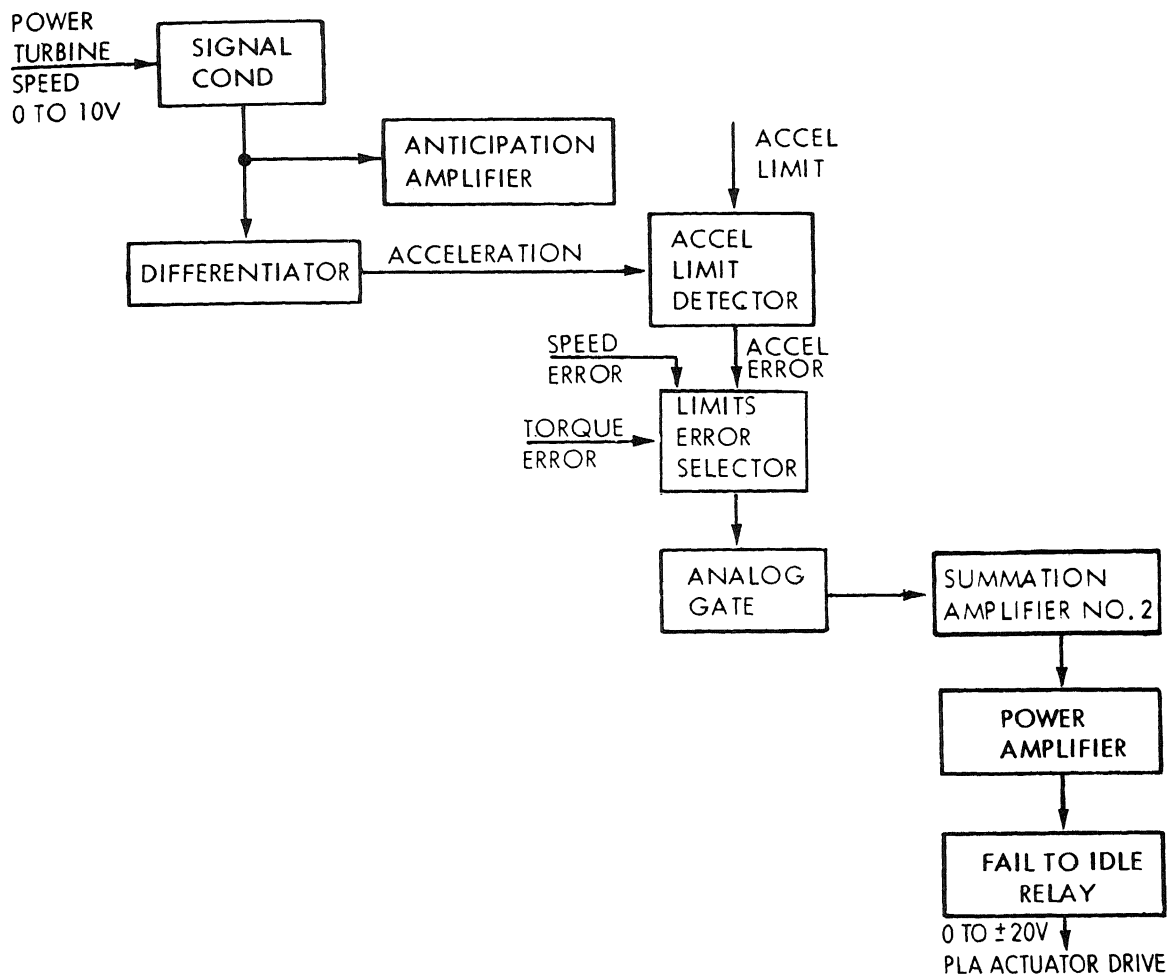 POWER
TURBINE
SPEED
0 TO 10V
SIGNAL
COND
ANTICIPATION
AMPLIFIER
ACCEL
LIMIT
DIFFERENTIATOR
ACCELERATION
ACCEL
LIMIT
DETECTOR
SPEED
ERROR
ACCEL
ERROR
TORQUE
ERROR
LIMITS
ERROR
SELECTOR
ANALOG
GATE
SUMMATION
AMPLIFIER NO. 2
POWER
AMPLIFIER
FAIL TO IDLE
RELAY
0 TO ±20V
PLA ACTUATOR DRIVE